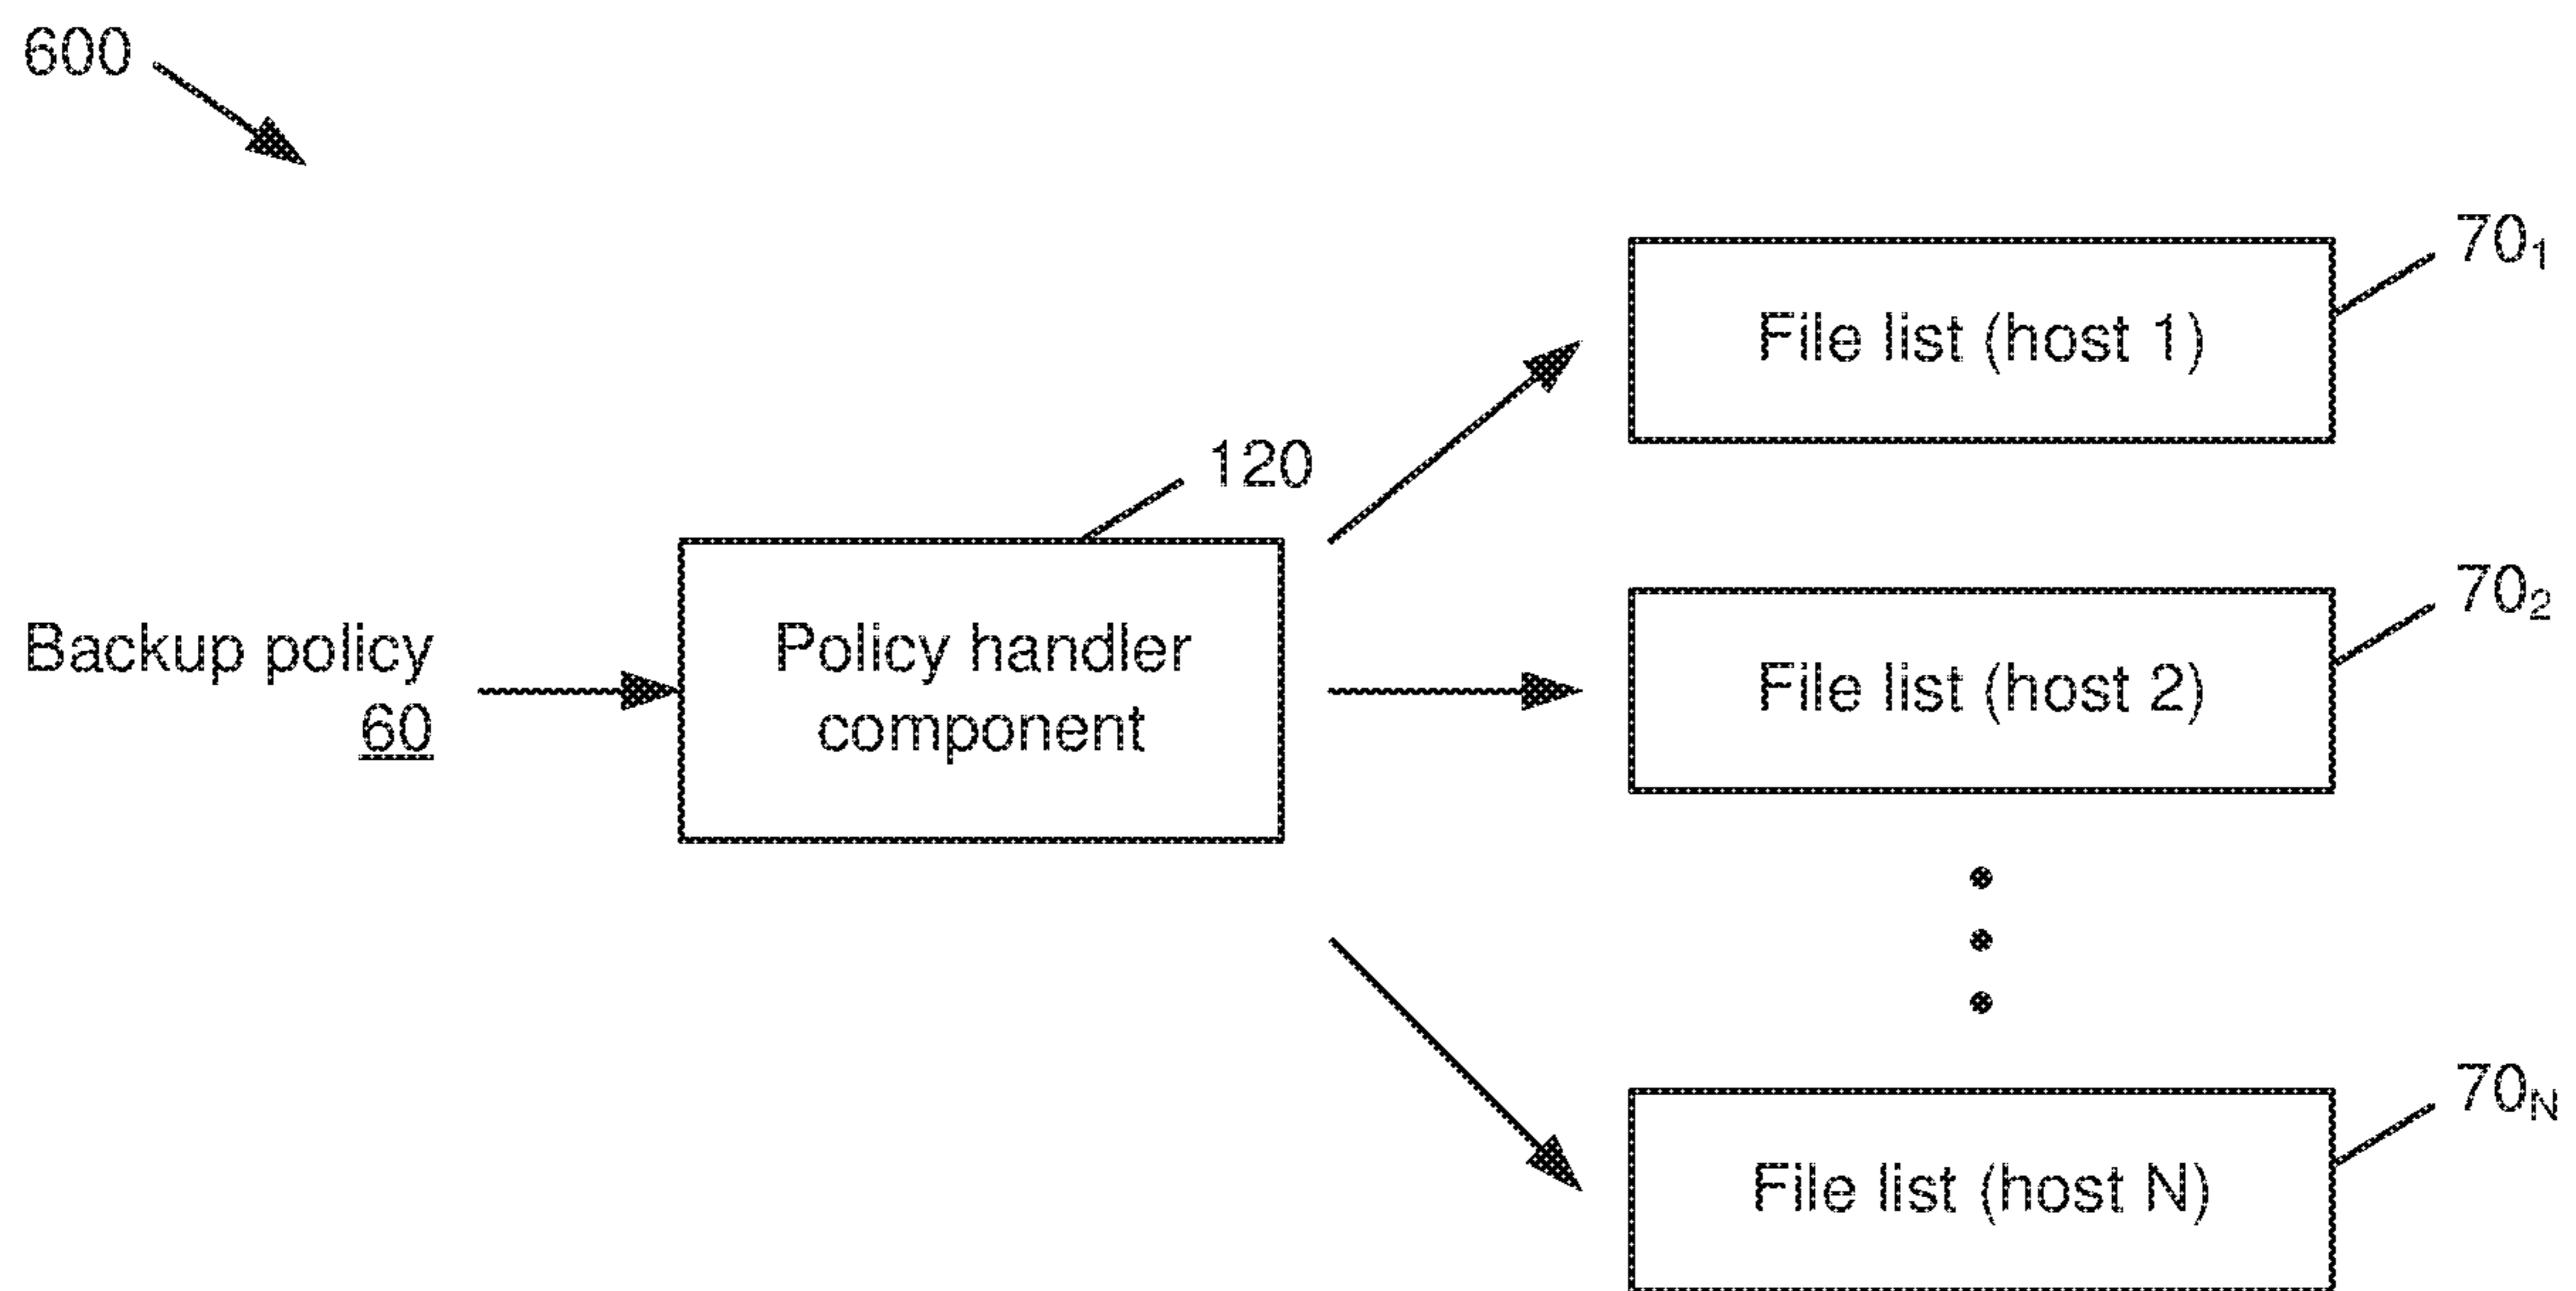 600
70₁
File list (host 1)
120
70₂
Backup policy
60
Policy handler
component
File list (host 2)
70N
File list (host N)